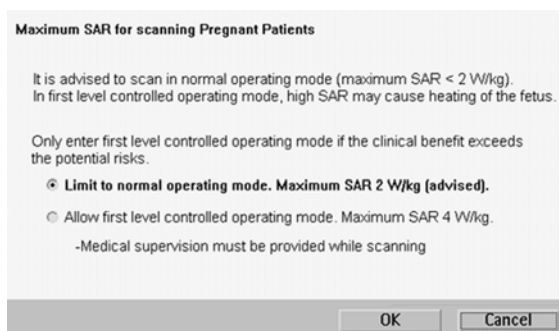 Maximum SAR for scanning Pregnant Patients
It is advised to scan in normal operating mode (maximum SAR < 2 W/kg).
In first level controlled operating mode, high SAR may cause heating of the fetus.
Only enter first level controlled operating mode if the clinical benefit exceeds
the potential risks.
Limit to normal operating mode. Maximum SAR 2 W/kg (advised).
Allow first level controlled operating mode. Maximum SAR 4 W/kg.
-Medical supervision must be provided while scanning
OK Cancel